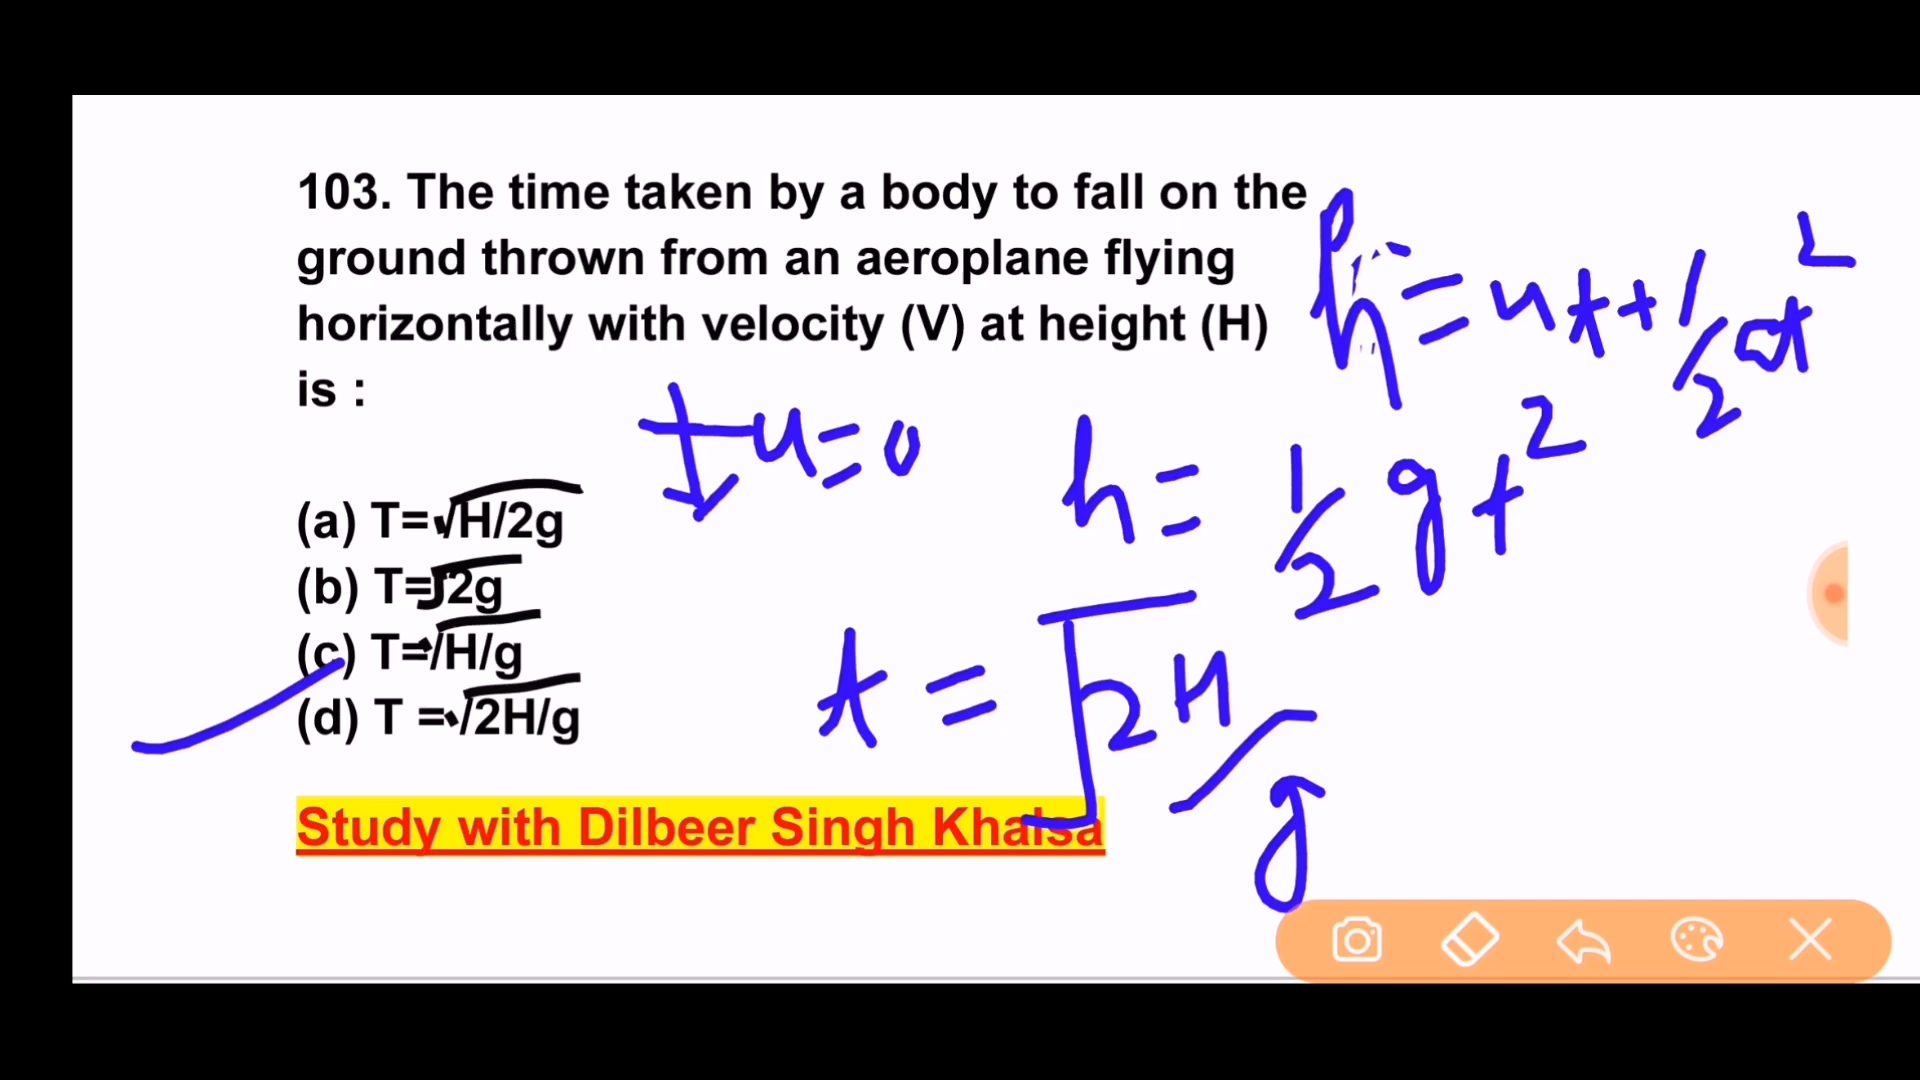 103. The time taken by a body to fall on the
ground thrown from an aeroplane flying
horizontally with velocity (V) at height (H)
is :
h = ut + 1/2 at²
u = 0
h = 1/2 gt²
(a) T=√H/2g
(b) T=√2g
(c) T=√H/g
(d) T =√2H/g
t = √2H/g
Study with Dilbeer Singh Khalsa